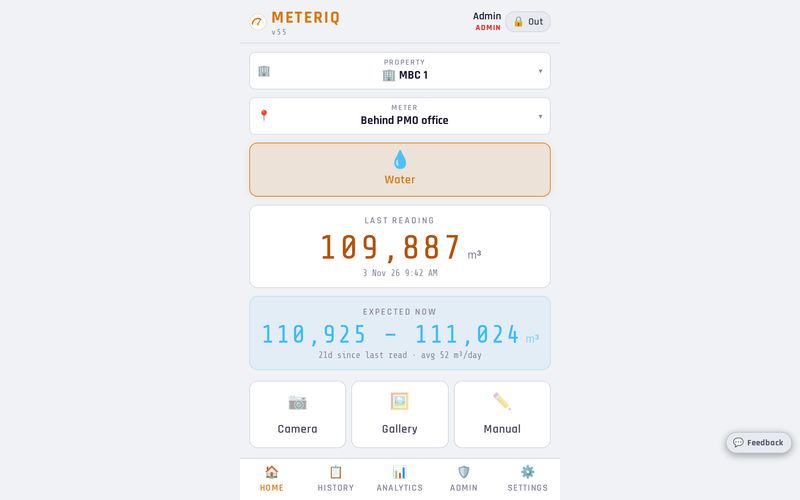 METERIQ
v55
Admin
ADMIN
Out
PROPERTY
MBC 1
METER
Behind PMO office
Water
LAST READING
109,887 m³
3 Nov 26 9:42 AM
EXPECTED NOW
110,925 – 111,024 m³
21d since last read · avg 52 m³/day
Camera
Gallery
Manual
Feedback
HOME
HISTORY
ANALYTICS
ADMIN
SETTINGS